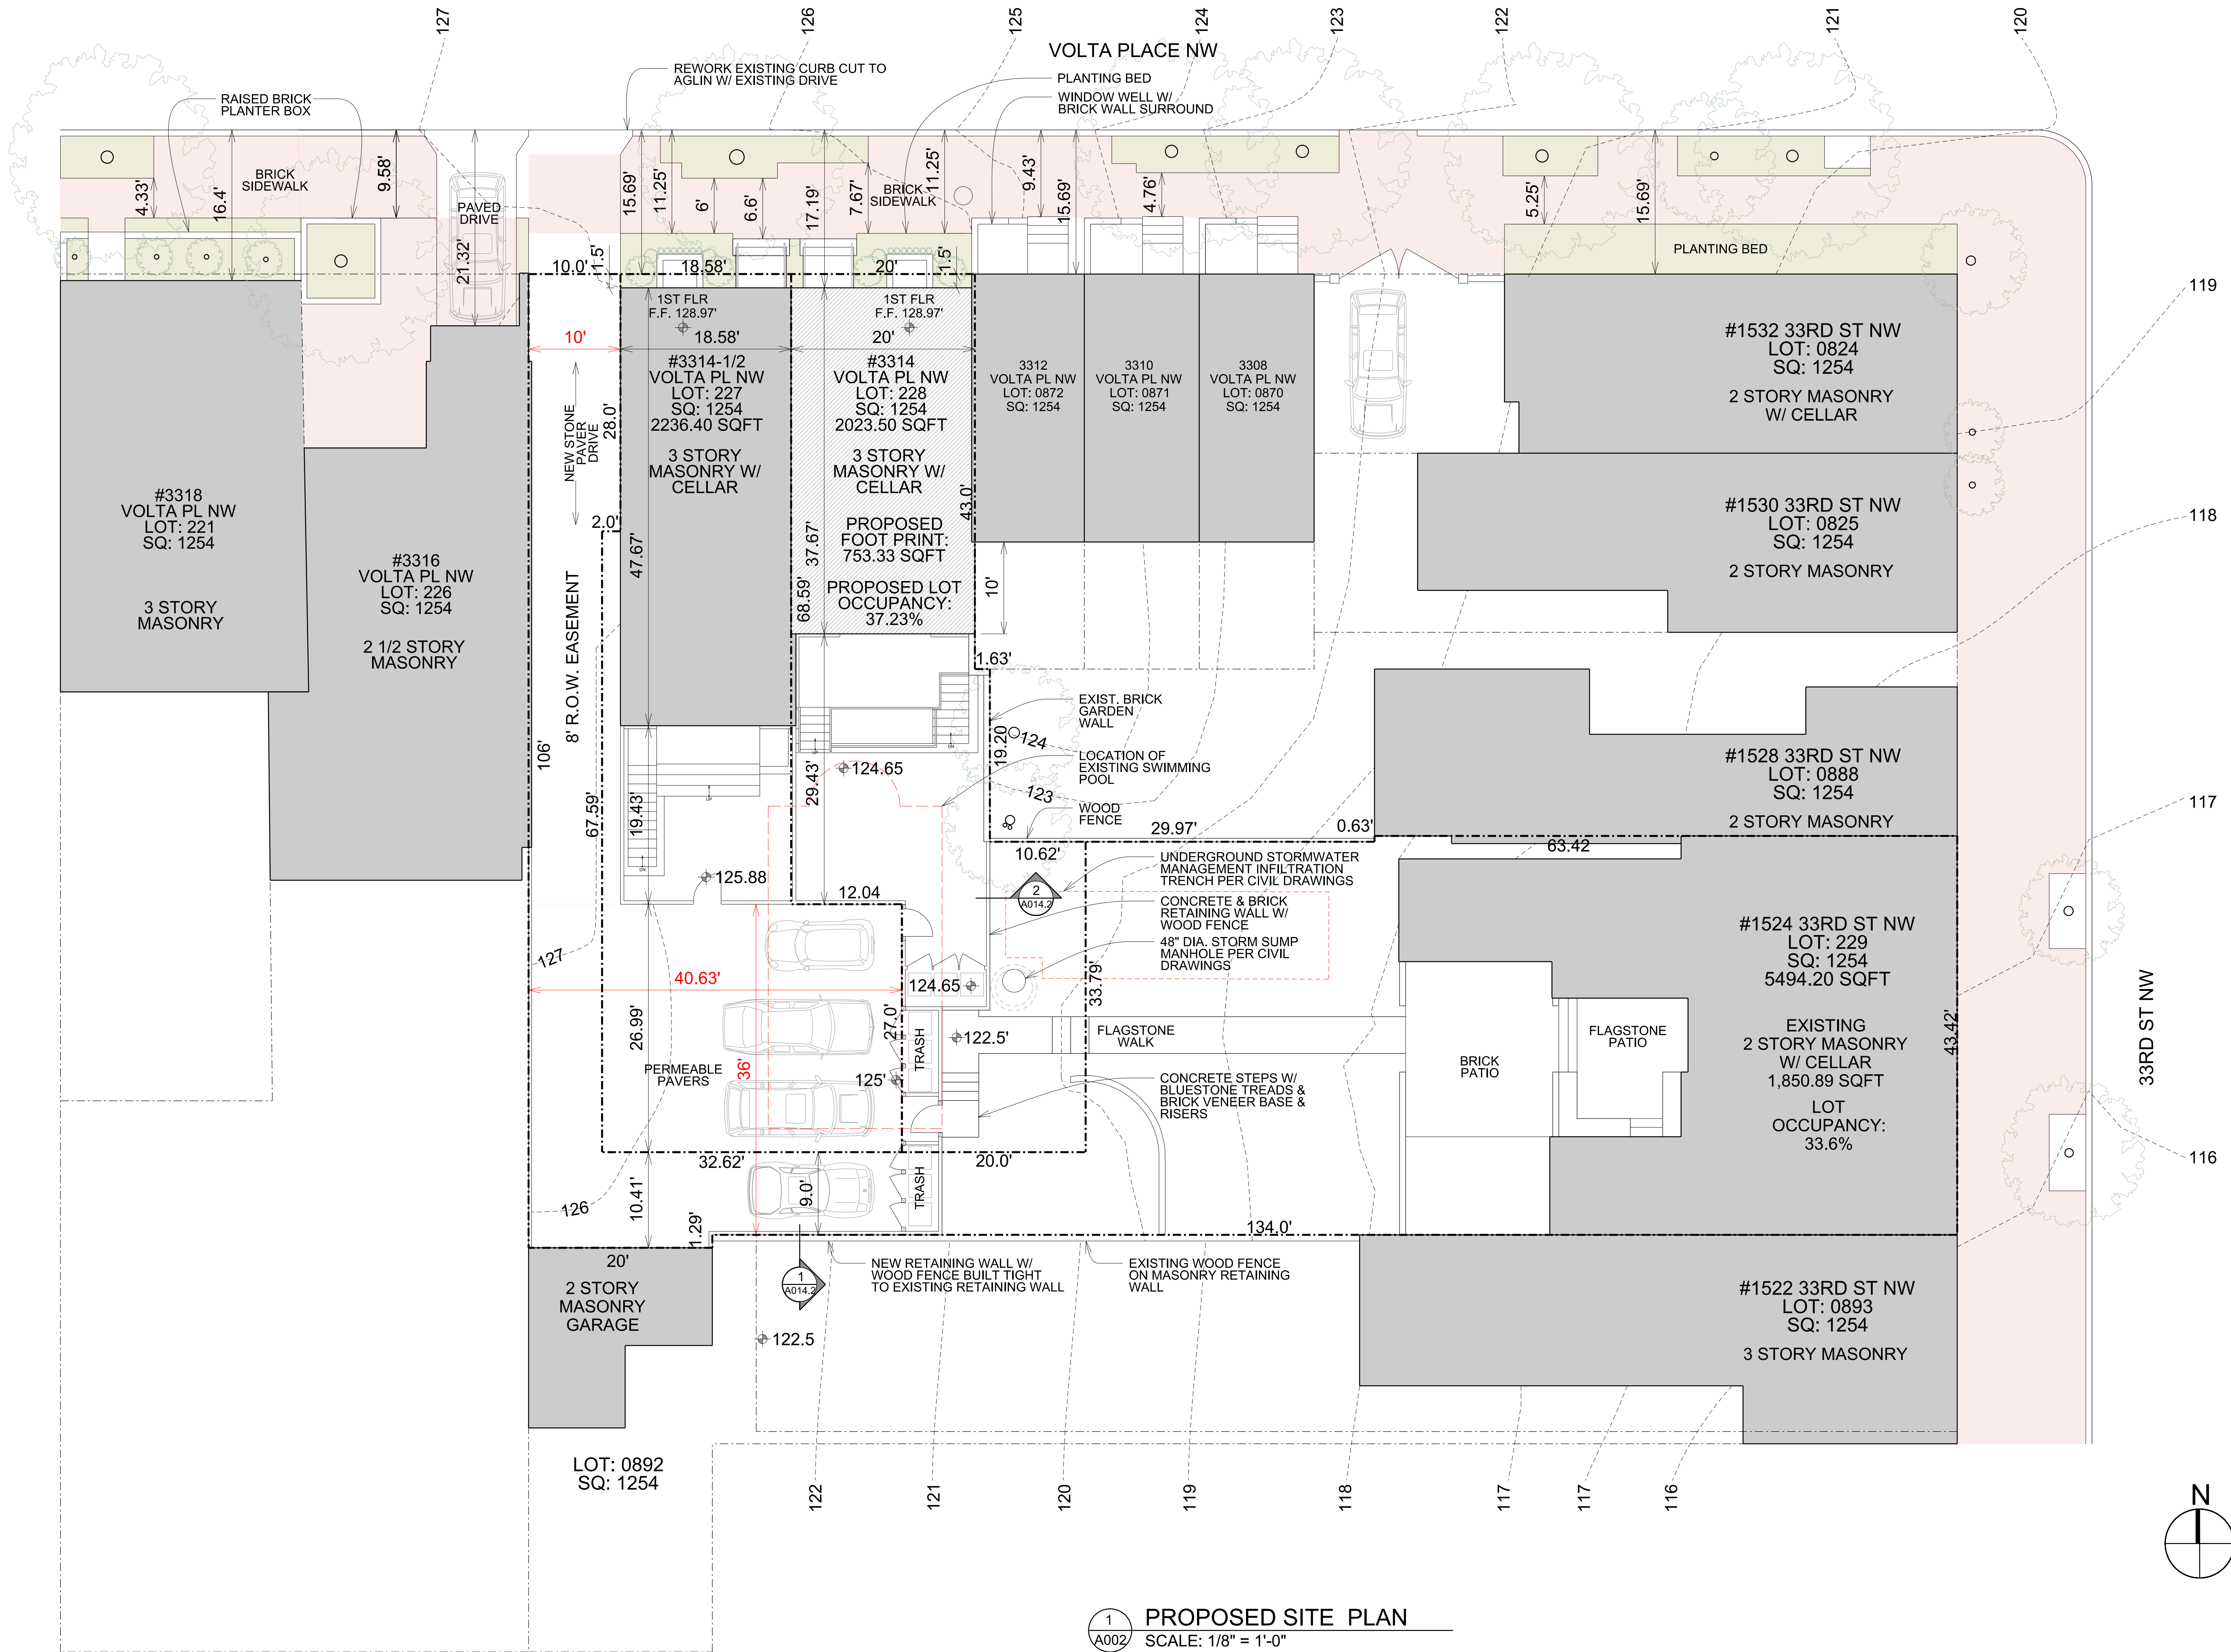 127
126
125
124
123
122
121
120
VOLTA PLACE NW
REWORK EXISTING CURB CUT TO
AGLIN W/ EXISTING DRIVE
PLANTING BED
WINDOW WELL W/
BRICK WALL SURROUND
RAISED BRICK
PLANTER BOX
BRICK
SIDEWALK
4.33'
16.4'
9.58'
PAVED
DRIVE
21.32'
15.69'
11.25'
6'
6.6'
17.19'
7.67'
BRICK
SIDEWALK
11.25'
9.43'
15.69'
4.76'
5.25'
15.69'
PLANTING BED
10.0'
1.5'
18.58'
20'
1.5'
119
118
117
116
1ST FLR
F.F. 128.97'
18.58'
#3314-1/2
VOLTA PL NW
LOT: 227
SQ: 1254
2236.40 SQFT
3 STORY
MASONRY W/
CELLAR
1ST FLR
F.F. 128.97'
20'
#3314
VOLTA PL NW
LOT: 228
SQ: 1254
2023.50 SQFT
3 STORY
MASONRY W/
CELLAR
PROPOSED
FOOT PRINT:
753.33 SQFT
PROPOSED LOT
OCCUPANCY:
37.23%
3312
VOLTA PL NW
LOT: 0872
SQ: 1254
3310
VOLTA PL NW
LOT: 0871
SQ: 1254
3308
VOLTA PL NW
LOT: 0870
SQ: 1254
#1532 33RD ST NW
LOT: 0824
SQ: 1254
2 STORY MASONRY
W/ CELLAR
#1530 33RD ST NW
LOT: 0825
SQ: 1254
2 STORY MASONRY
#1528 33RD ST NW
LOT: 0888
SQ: 1254
2 STORY MASONRY
#3318
VOLTA PL NW
LOT: 221
SQ: 1254
3 STORY
MASONRY
#3316
VOLTA PL NW
LOT: 226
SQ: 1254
2 1/2 STORY
MASONRY
10'
NEW STONE
PAVER
DRIVE
28.0'
2.0'
47.67'
37.67'
68.59'
43.0'
10'
1.63'
8' R.O.W. EASEMENT
106'
67.59'
19.43'
29.43'
19.20
EXIST. BRICK
GARDEN
WALL
124
LOCATION OF
EXISTING SWIMMING
POOL
123
WOOD
FENCE
29.97'
0.63'
63.42
10.62'
UP
DN
DN
DN
124.65
125.88
12.04
UNDERGROUND STORMWATER
MANAGEMENT INFILTRATION
TRENCH PER CIVIL DRAWINGS
2
A014.2
CONCRETE & BRICK
RETAINING WALL W/
WOOD FENCE
48" DIA. STORM SUMP
MANHOLE PER CIVIL
DRAWINGS
127
40.63'
124.65
33.79'
26.99'
27.0'
TRASH
122.5'
FLAGSTONE
WALK
36'
125'
PERMEABLE
PAVERS
CONCRETE STEPS W/
BLUESTONE TREADS &
BRICK VENEER BASE &
RISERS
BRICK
PATIO
FLAGSTONE
PATIO
#1524 33RD ST NW
LOT: 229
SQ: 1254
5494.20 SQFT
EXISTING
2 STORY MASONRY
W/ CELLAR
1,850.89 SQFT
LOT
OCCUPANCY:
33.6%
43.42'
33RD ST NW
32.62'
20.0'
126
10.41'
9.0'
TRASH
1.29'
134.0'
20'
2 STORY
MASONRY
GARAGE
1
A014.2
NEW RETAINING WALL W/
WOOD FENCE BUILT TIGHT
TO EXISTING RETAINING WALL
EXISTING WOOD FENCE
ON MASONRY RETAINING
WALL
122.5
#1522 33RD ST NW
LOT: 0893
SQ: 1254
3 STORY MASONRY
LOT: 0892
SQ: 1254
122
121
120
119
118
117
117
116
N
1
A002
PROPOSED SITE PLAN
SCALE: 1/8" = 1'-0"